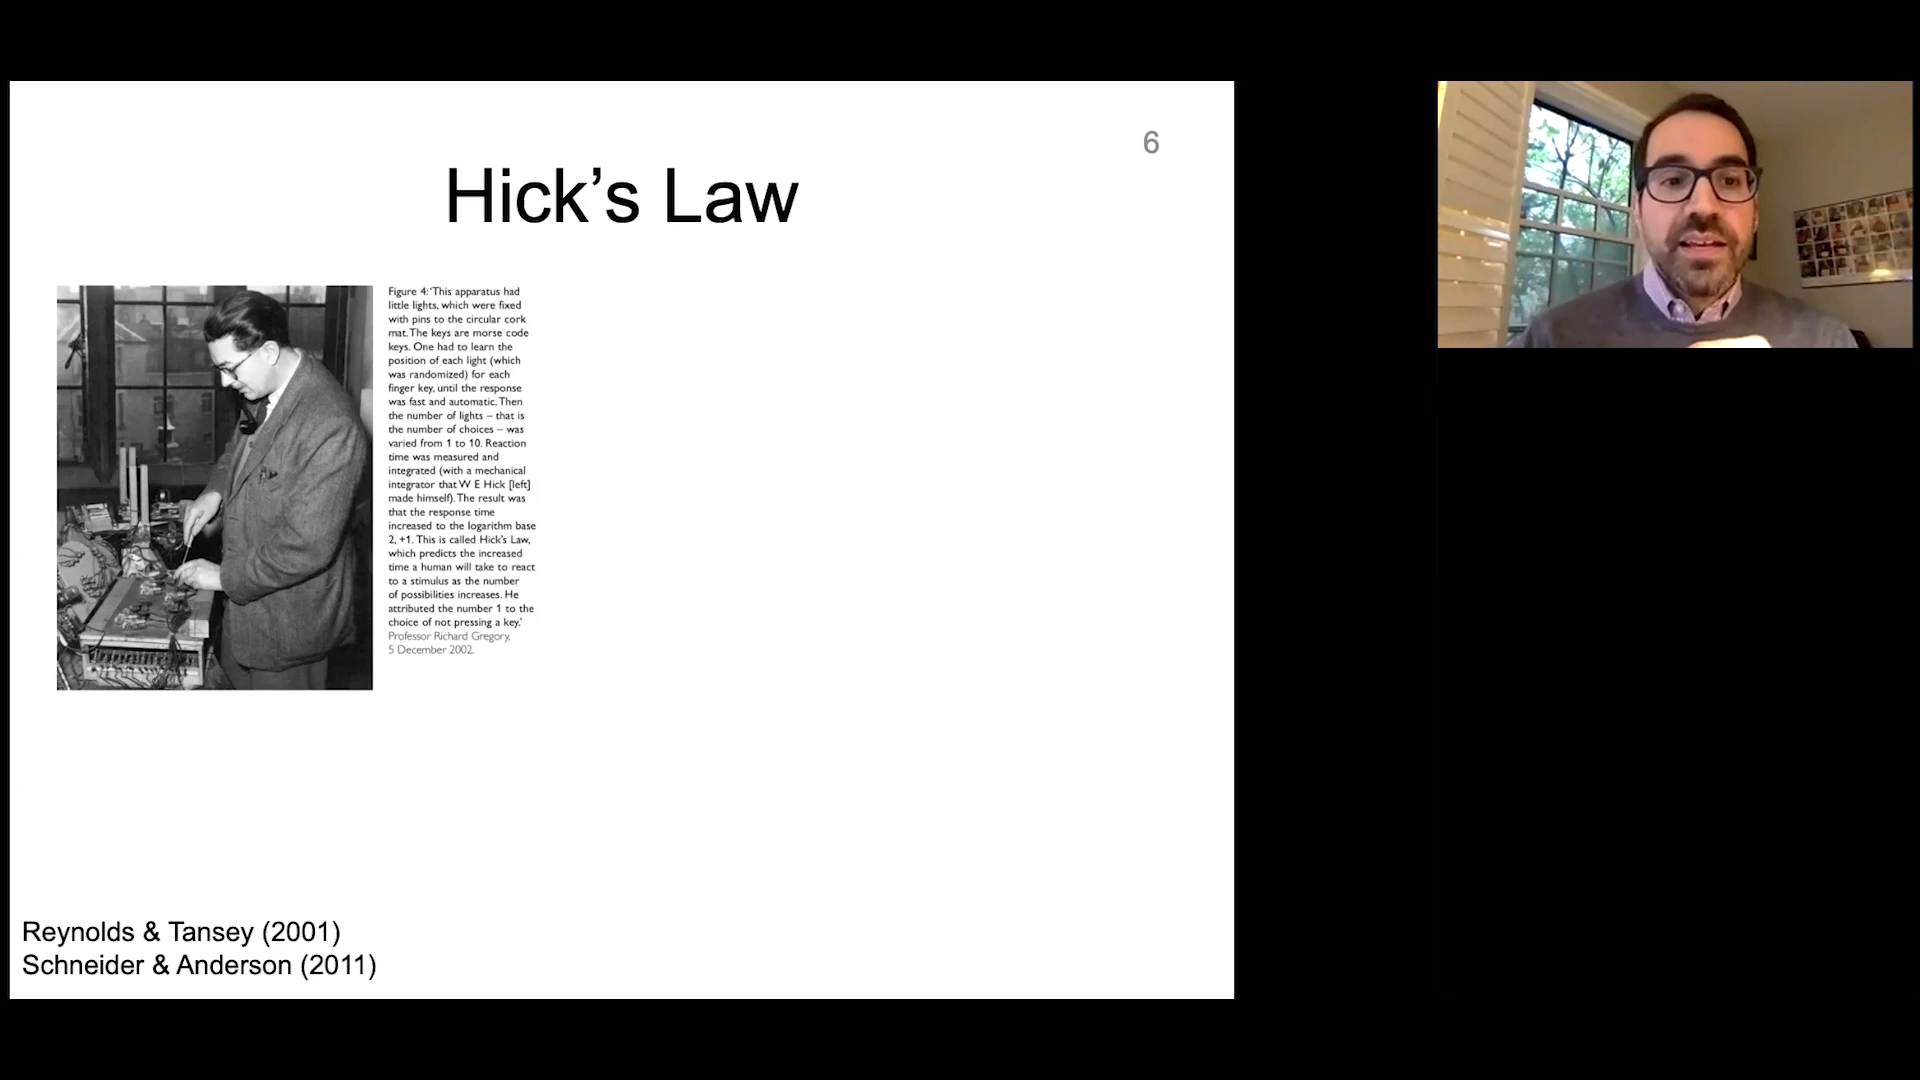 6
Hick’s Law
Figure 4: ‘This apparatus had
little lights, which were fixed
with pins to the circular cork
mat. The keys are morse code
keys. One had to learn the
position of each light (which
was randomized) for each
finger key, until the response
was fast and automatic. Then
the number of lights – that is
the number of choices – was
varied from 1 to 10. Reaction
time was measured and
integrated (with a mechanical
integrator that W E Hick [left]
made himself). The result was
that the response time
increased to the logarithm base
2, +1. This is called Hick’s Law,
which predicts the increased
time a human will take to react
to a stimulus as the number
of possibilities increases. He
attributed the number 1 to the
choice of not pressing a key.’
Professor Richard Gregory,
5 December 2002.
Reynolds & Tansey (2001)
Schneider & Anderson (2011)